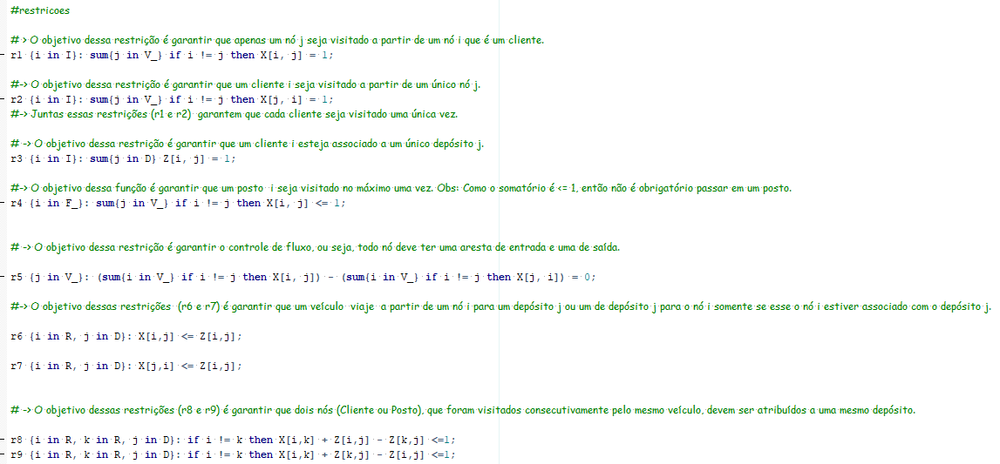 #restricoes
#-> O objetivo dessa restrição é garantir que apenas um nó j seja visitado a partir de um nó i que é um cliente.
r1 {i in I}: sum{j in V_} if i != j then X[i, j] = 1;
#-> O objetivo dessa restrição é garantir que um cliente i seja visitado a partir de um único nó j.
r2 {i in I}: sum{j in V_} if i != j then X[j, i] = 1;
#-> Juntas essas restrições (r1 e r2) garantem que cada cliente seja visitado uma única vez.
# -> O objetivo dessa restrição é garantir que um cliente i esteja associado a um único depósito j.
r3 {i in I}: sum{j in D} Z[i, j] = 1;
#-> O objetivo dessa função é garantir que um posto i seja visitado no máximo uma vez. Obs: Como o somatório é <= 1, então não é obrigatório passar em um posto.
r4 {i in F_}: sum{j in V_} if i != j then X[i, j] <= 1;
# -> O objetivo dessa restrição é garantir o controle de fluxo, ou seja, todo nó deve ter uma aresta de entrada e uma de saída.
r5 {j in V_}: (sum{i in V_} if i != j then X[i, j]) - (sum{i in V_} if i != j then X[j, i]) = 0;
#-> O objetivo dessas restrições (r6 e r7) é garantir que um veículo viaje a partir de um nó i para um depósito j ou um de depósito j para o nó i somente se esse o nó i estiver associado com o depósito j.
r6 {i in R, j in D}: X[i,j] <= Z[i,j];
r7 {i in R, j in D}: X[j,i] <= Z[i,j];
# -> O objetivo dessas restrições (r8 e r9) é garantir que dois nós (Cliente ou Posto), que foram visitados consecutivamente pelo mesmo veículo, devem ser atribuídos a uma mesmo depósito.
r8 {i in R, k in R, j in D}: if i != k then X[i,k] + Z[i,j] - Z[k,j] <=1;
r9 {i in R, k in R, j in D}: if i != k then X[i,k] + Z[k,j] - Z[i,j] <=1;